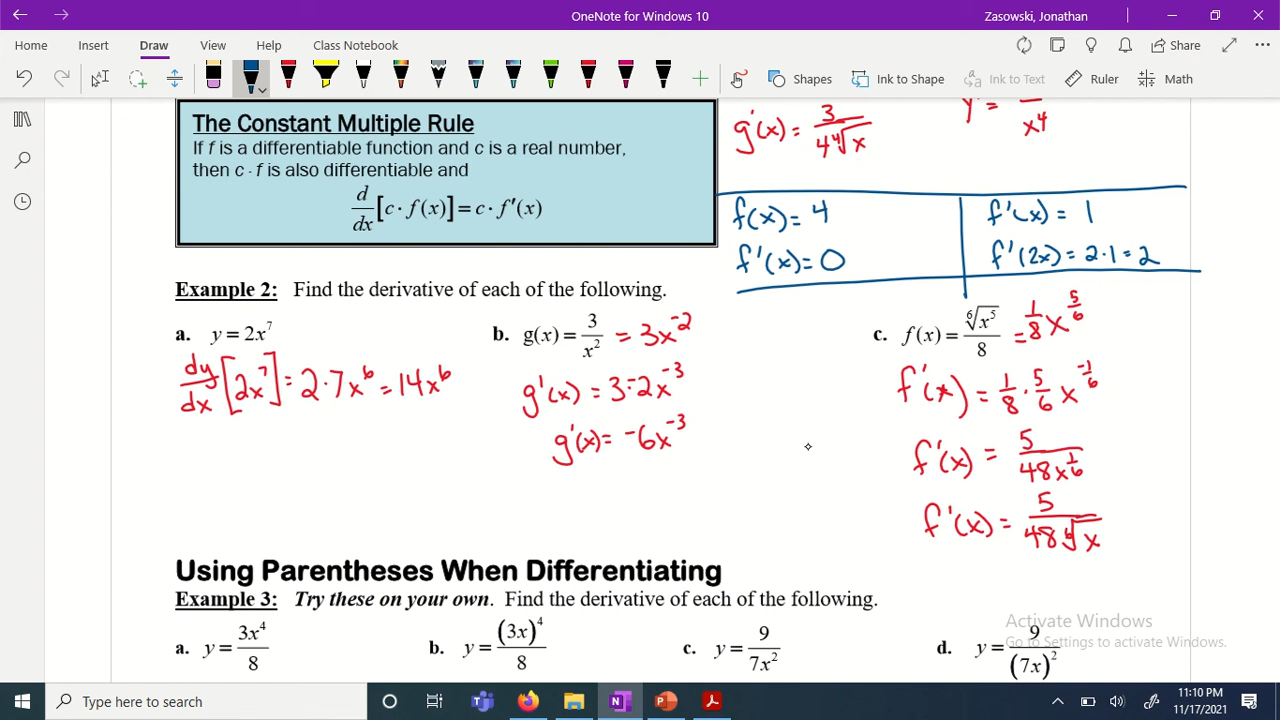 OneNote for Windows 10
Zasowski, Jonathan
Home Insert Draw View Help Class Notebook Share
Shapes Ink to Shape Ink to Text Ruler Math
The Constant Multiple Rule
If f is a differentiable function and c is a real number,
then c · f is also differentiable and
d/dx [c · f(x)] = c · f'(x)
g'(x) = 3/(4∜x)
y' = /x⁴
f(x) = 4
f'(x) = 0
f'(x) = 1
f'(2x) = 2·1 = 2
Example 2: Find the derivative of each of the following.
a. y = 2x⁷
dy/dx [2x⁷] = 2·7x⁶ = 14x⁶
b. g(x) = 3/x² = 3x⁻²
g'(x) = 3·-2x⁻³
g'(x) = -6x⁻³
c. f(x) = ⁶√x⁵/8 = 1/8 x^(5/6)
f'(x) = 1/8 · 5/6 x^(-1/6)
f'(x) = 5/(48x^(1/6))
f'(x) = 5/(48 ⁶√x)
Using Parentheses When Differentiating
Example 3: Try these on your own. Find the derivative of each of the following.
a. y = 3x⁴/8
b. y = (3x)⁴/8
c. y = 9/7x²
d. y = 9/(7x)²
Activate Windows
Go to Settings to activate Windows.
Type here to search
11:10 PM
11/17/2021